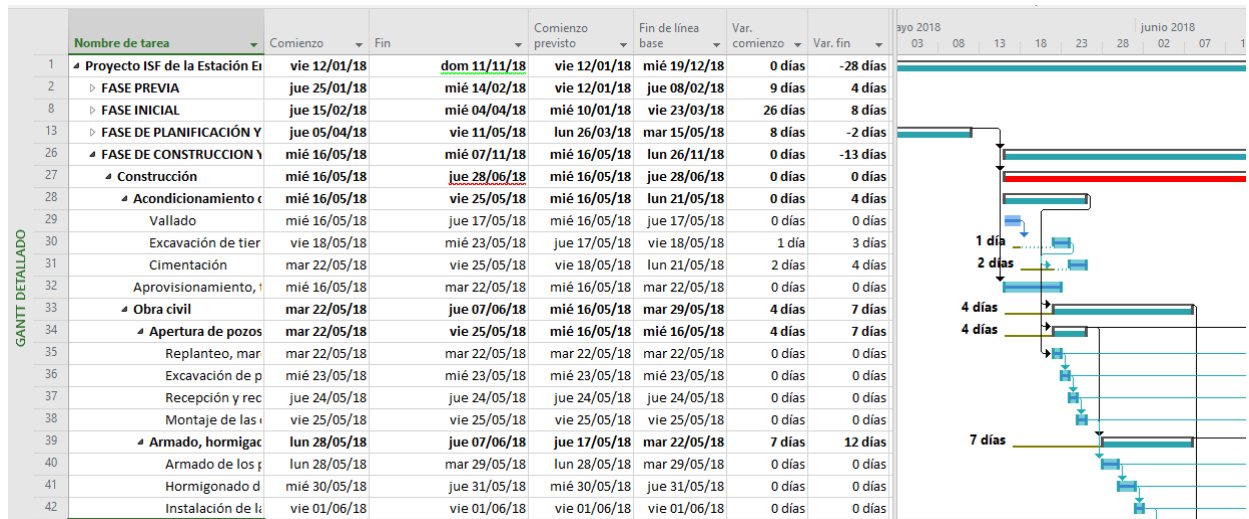 ayo 2018 junio 2018
03 08 13 18 23 28 02 07 1
Nombre de tarea Comienzo Fin Comienzo previsto Fin de línea base Var. comienzo Var. fin
1 Proyecto ISF de la Estación vie 12/01/18 dom 11/11/18 vie 12/01/18 mié 19/12/18 0 días -28 días
2 FASE PREVIA jue 25/01/18 mié 14/02/18 vie 12/01/18 jue 08/02/18 9 días 4 días
8 FASE INICIAL jue 15/02/18 mié 04/04/18 mié 10/01/18 vie 23/03/18 26 días 8 días
13 FASE DE PLANIFICACIÓN Y jue 05/04/18 vie 11/05/18 lun 26/03/18 mar 15/05/18 8 días -2 días
26 FASE DE CONSTRUCCION Y mié 16/05/18 mié 07/11/18 mié 16/05/18 lun 26/11/18 0 días -13 días
27 Construcción mié 16/05/18 jue 28/06/18 mié 16/05/18 jue 28/06/18 0 días 0 días
28 Acondicionamiento mié 16/05/18 vie 25/05/18 mié 16/05/18 lun 21/05/18 0 días 4 días
29 Vallado mié 16/05/18 jue 17/05/18 mié 16/05/18 jue 17/05/18 0 días 0 días
30 Excavación de tier vie 18/05/18 mié 23/05/18 jue 17/05/18 vie 18/05/18 1 día 3 días 1 día
31 Cimentación mar 22/05/18 vie 25/05/18 vie 18/05/18 lun 21/05/18 2 días 4 días 2 días
32 Aprovisionamiento, mié 16/05/18 mar 22/05/18 mié 16/05/18 mar 22/05/18 0 días 0 días
33 Obra civil mar 22/05/18 jue 07/06/18 mié 16/05/18 mar 29/05/18 4 días 7 días 4 días
34 Apertura de pozos mar 22/05/18 vie 25/05/18 mié 16/05/18 mié 16/05/18 4 días 7 días 4 días
35 Replanteo, mar mar 22/05/18 mar 22/05/18 mar 22/05/18 mar 22/05/18 0 días 0 días
36 Excavación de p mié 23/05/18 mié 23/05/18 mié 23/05/18 mié 23/05/18 0 días 0 días
37 Recepción y rec jue 24/05/18 jue 24/05/18 jue 24/05/18 jue 24/05/18 0 días 0 días
38 Montaje de las vie 25/05/18 vie 25/05/18 vie 25/05/18 vie 25/05/18 0 días 0 días
39 Armado, hormigac lun 28/05/18 jue 07/06/18 jue 17/05/18 mar 22/05/18 7 días 12 días 7 días
40 Armado de los lun 28/05/18 mar 29/05/18 lun 28/05/18 mar 29/05/18 0 días 0 días
41 Hormigonado d mié 30/05/18 jue 31/05/18 mié 30/05/18 jue 31/05/18 0 días 0 días
42 Instalación de vie 01/06/18 vie 01/06/18 vie 01/06/18 vie 01/06/18 0 días 0 días
GANTT DETALLADO